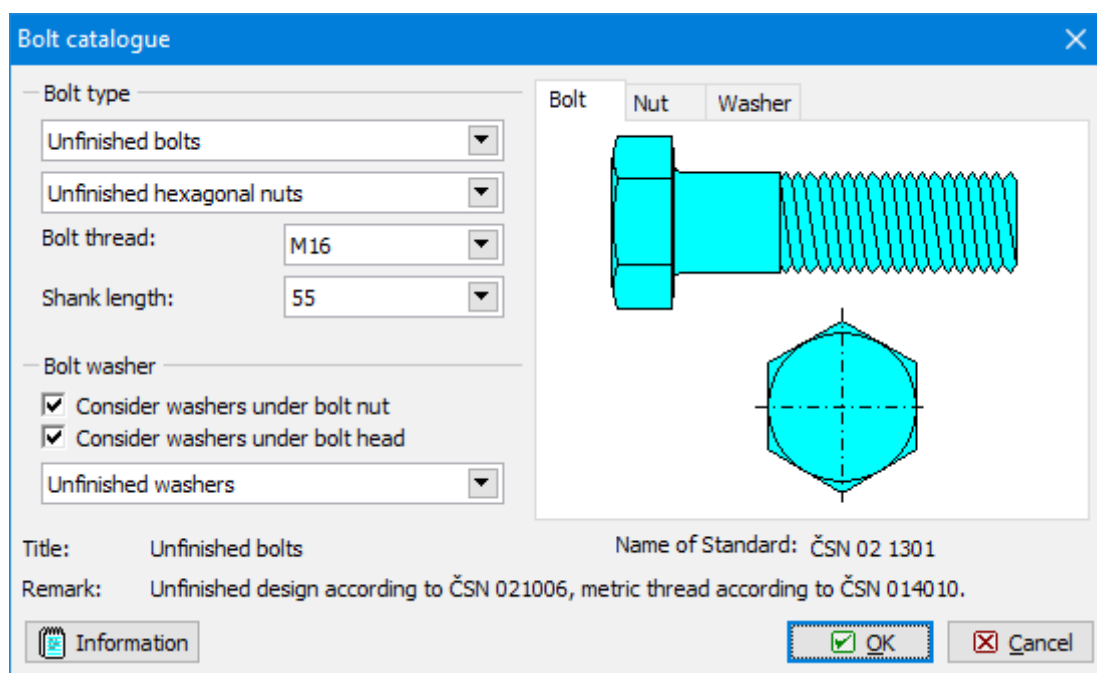 Bolt catalogue
Bolt type
Unfinished bolts
Unfinished hexagonal nuts
Bolt thread: M16
Shank length: 55
Bolt washer
Consider washers under bolt nut
Consider washers under bolt head
Unfinished washers
Bolt Nut Washer
Title: Unfinished bolts Name of Standard: ČSN 02 1301
Remark: Unfinished design according to ČSN 021006, metric thread according to ČSN 014010.
Information OK Cancel